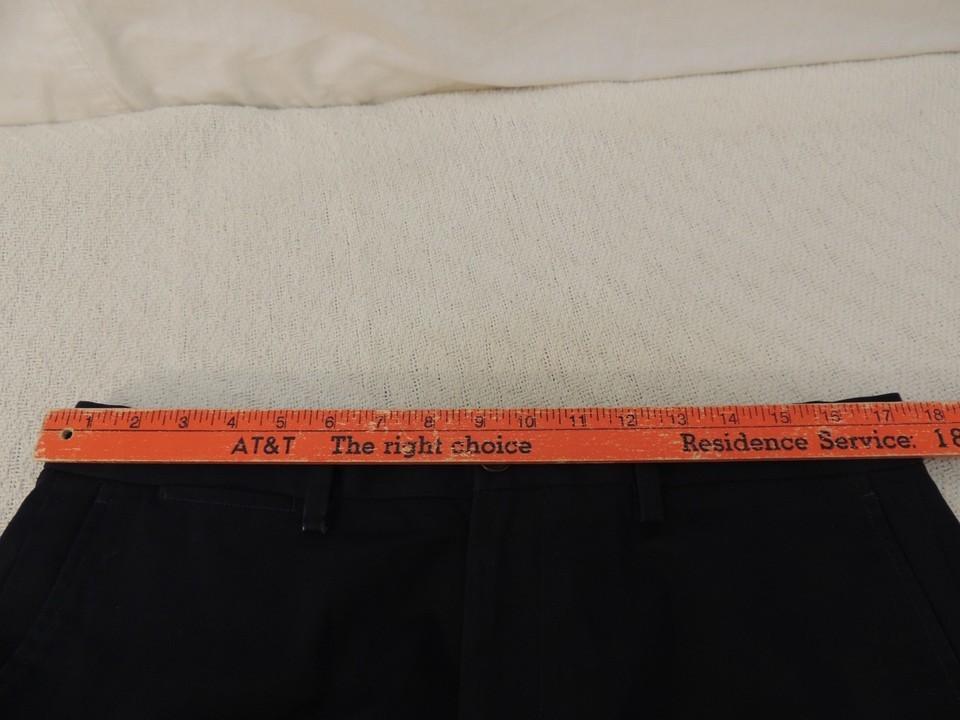 1 2 3 4 5 6 7 8 9 10 11 12 13 14 15 17 18
AT&T The right choice Residence Service: 18